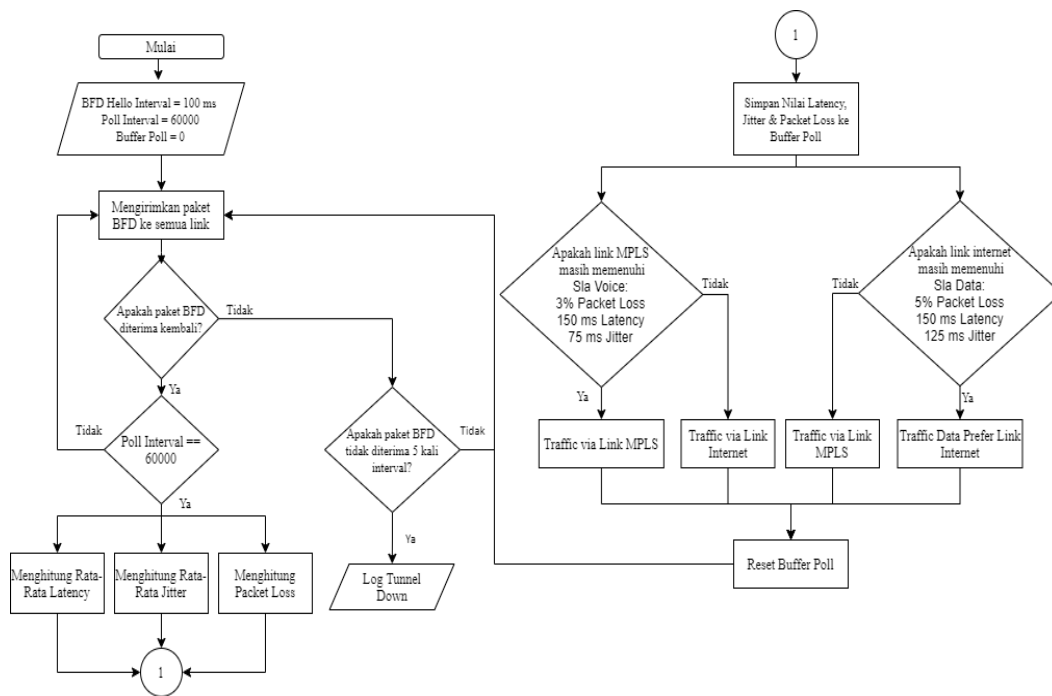 Mulai
BFD Hello Interval = 100 ms
Poll Interval = 60000
Buffer Poll = 0
Mengirimkan paket
BFD ke semua link
Apakah paket BFD
diterima kembali?
Tidak
Ya
Poll Interval ==
60000
Tidak
Ya
Apakah paket BFD
tidak diterima 5 kali
interval?
Tidak
Ya
Log Tunnel
Down
Menghitung Rata-
Rata Latency
Menghitung Rata-
Rata Jitter
Menghitung
Packet Loss
1
1
Simpan Nilai Latency,
Jitter & Packet Loss ke
Buffer Poll
Apakah link MPLS
masih memenuhi
Sla Voice:
3% Packet Loss
150 ms Latency
75 ms Jitter
Tidak
Ya
Apakah link internet
masih memenuhi
Sla Data:
5% Packet Loss
150 ms Latency
125 ms Jitter
Tidak
Ya
Traffic via Link MPLS
Traffic via Link
Internet
Traffic via Link
MPLS
Traffic Data Prefer Link
Internet
Reset Buffer Poll